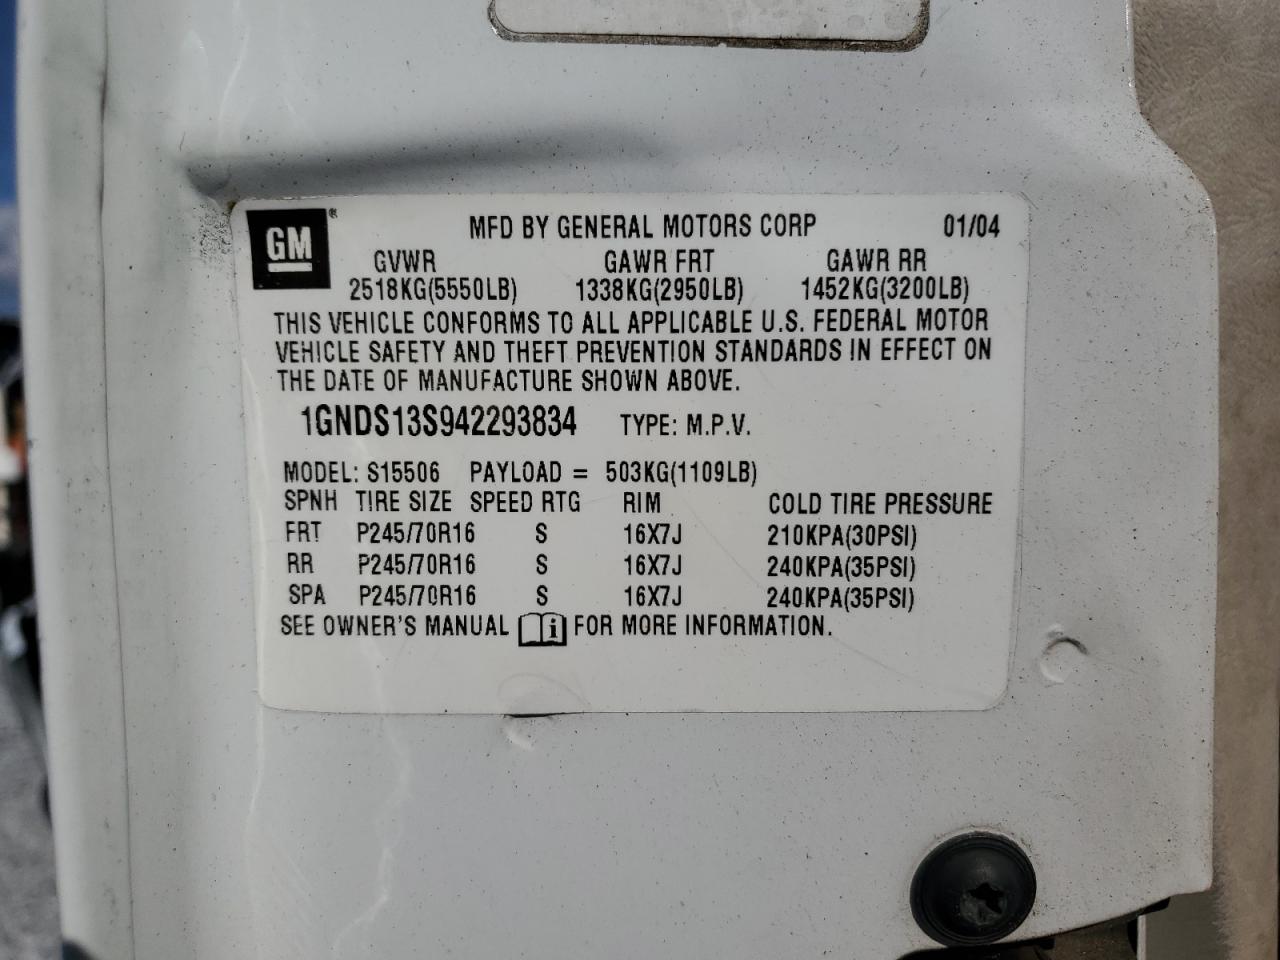 GM ® MFD BY GENERAL MOTORS CORP 01/04
GVWR GAWR FRT GAWR RR
2518KG(5550LB) 1338KG(2950LB) 1452KG(3200LB)
THIS VEHICLE CONFORMS TO ALL APPLICABLE U.S. FEDERAL MOTOR
VEHICLE SAFETY AND THEFT PREVENTION STANDARDS IN EFFECT ON
THE DATE OF MANUFACTURE SHOWN ABOVE.
1GNDS13S942293834 TYPE: M.P.V.
MODEL: S15506 PAYLOAD = 503KG(1109LB)
SPNH TIRE SIZE SPEED RTG RIM COLD TIRE PRESSURE
FRT P245/70R16 S 16X7J 210KPA(30PSI)
RR P245/70R16 S 16X7J 240KPA(35PSI)
SPA P245/70R16 S 16X7J 240KPA(35PSI)
SEE OWNER'S MANUAL i FOR MORE INFORMATION.